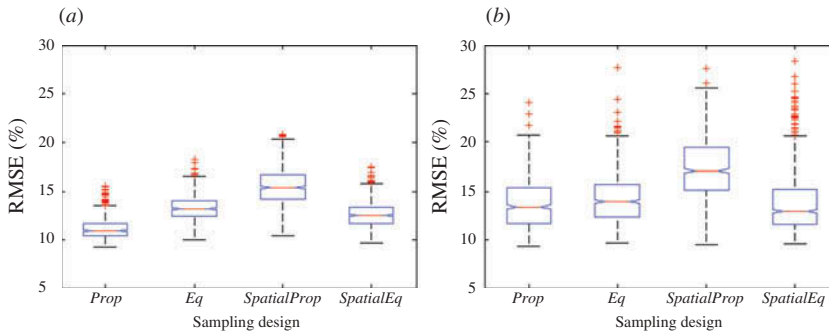 (a)
(b)
RMSE (%)
30
25
20
15
10
5
Prop
Eq
SpatialProp
SpatialEq
Sampling design
RMSE (%)
30
25
20
15
10
5
Prop
Eq
SpatialProp
SpatialEq
Sampling design